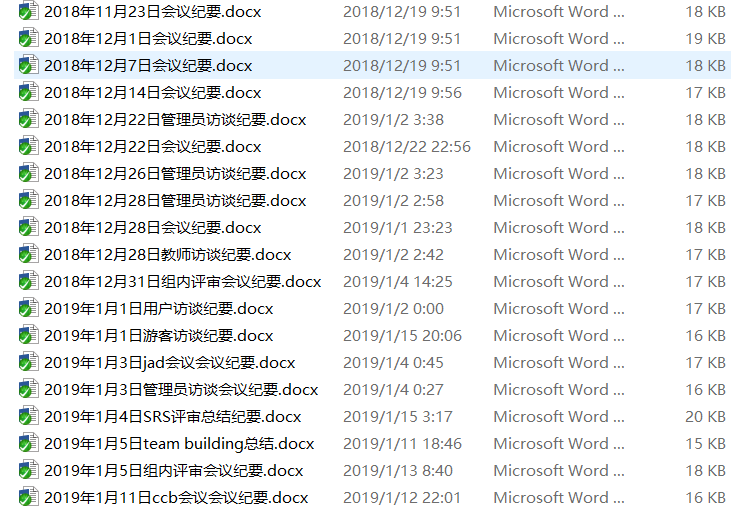 2018年11月23日会议纪要.docx 2018/12/19 9:51 Microsoft Word ... 18 KB
2018年12月1日会议纪要.docx 2018/12/19 9:51 Microsoft Word ... 19 KB
2018年12月7日会议纪要.docx 2018/12/19 9:51 Microsoft Word ... 18 KB
2018年12月14日会议纪要.docx 2018/12/19 9:56 Microsoft Word ... 17 KB
2018年12月22日管理员访谈纪要.docx 2019/1/2 3:38 Microsoft Word ... 18 KB
2018年12月22日会议纪要.docx 2018/12/22 22:56 Microsoft Word ... 18 KB
2018年12月26日管理员访谈纪要.docx 2019/1/2 3:23 Microsoft Word ... 18 KB
2018年12月28日管理员访谈纪要.docx 2019/1/2 2:58 Microsoft Word ... 17 KB
2018年12月28日会议纪要.docx 2019/1/1 23:23 Microsoft Word ... 18 KB
2018年12月28日教师访谈纪要.docx 2019/1/2 2:42 Microsoft Word ... 17 KB
2018年12月31日组内评审会议纪要.docx 2019/1/4 14:25 Microsoft Word ... 17 KB
2019年1月1日用户访谈纪要.docx 2019/1/2 0:00 Microsoft Word ... 17 KB
2019年1月1日游客访谈纪要.docx 2019/1/15 20:06 Microsoft Word ... 16 KB
2019年1月3日jad会议会议纪要.docx 2019/1/4 0:45 Microsoft Word ... 17 KB
2019年1月3日管理员访谈会议纪要.docx 2019/1/4 0:27 Microsoft Word ... 16 KB
2019年1月4日SRS评审总结纪要.docx 2019/1/15 3:17 Microsoft Word ... 20 KB
2019年1月5日team building总结.docx 2019/1/11 18:46 Microsoft Word ... 15 KB
2019年1月5日组内评审会议纪要.docx 2019/1/13 8:40 Microsoft Word ... 18 KB
2019年1月11日ccb会议会议纪要.docx 2019/1/12 22:01 Microsoft Word ... 16 KB